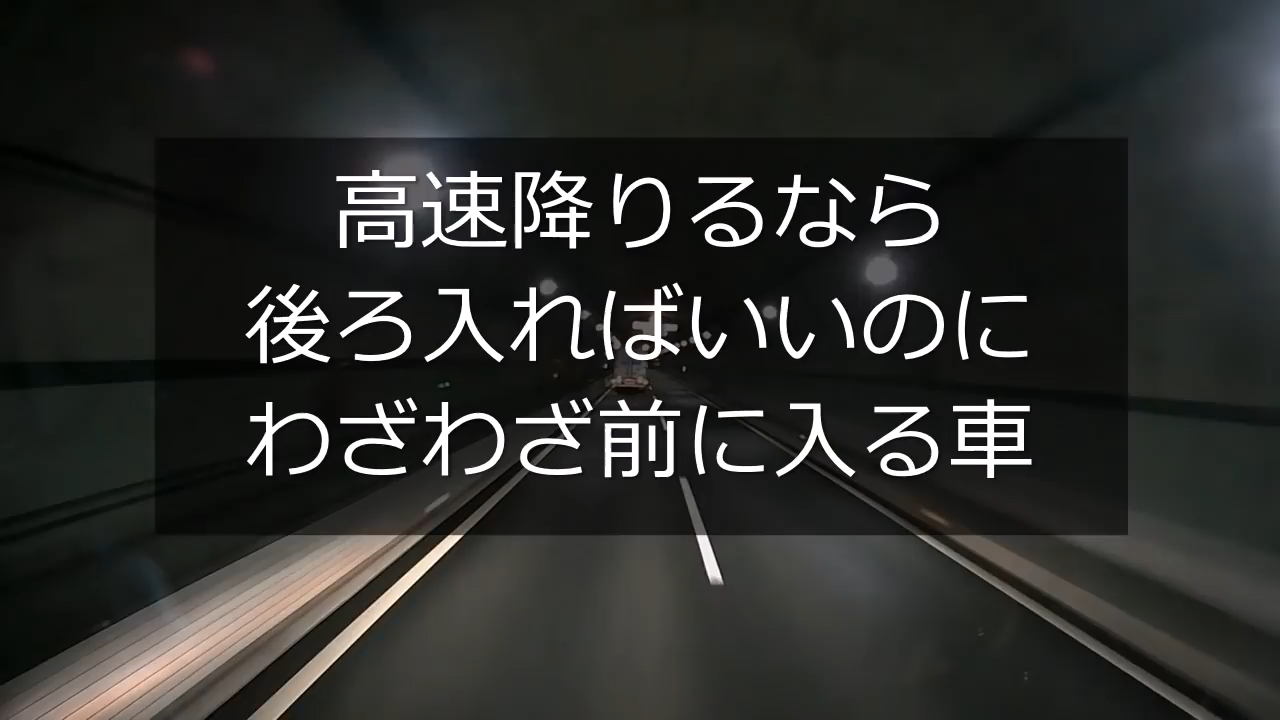 高速降りるなら
後ろ入ればいいのに
わざわざ前に入る車